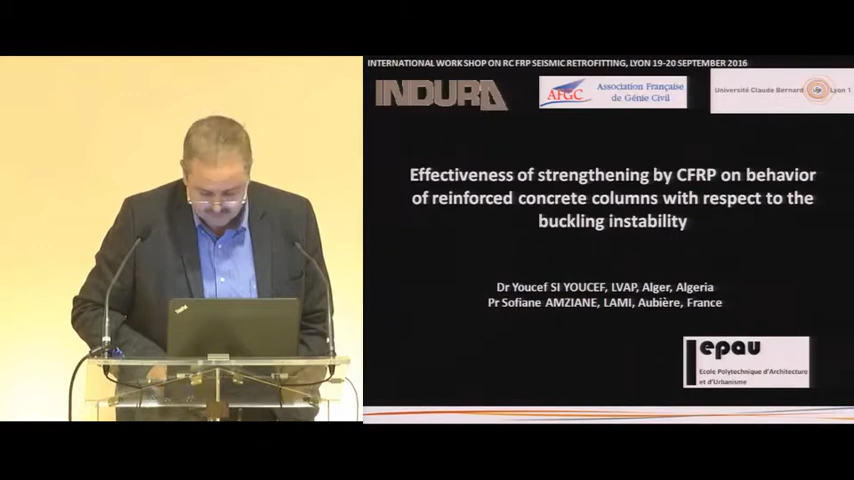 INTERNATIONAL WORK SHOP ON RC FRP SEISMIC RETROFITTING, LYON 19-20 SEPTEMBER 2016
INDURA
AFGC
Association Française
de Génie Civil
Université Claude Bernard Lyon 1
Effectiveness of strengthening by CFRP on behavior
of reinforced concrete columns with respect to the
buckling instability
Dr Youcef SI YOUCEF, LVAP, Alger, Algeria
Pr Sofiane AMZIANE, LAMI, Aubière, France
epau
Ecole Polytechnique d'Architecture
et d'Urbanisme
ThinkPad